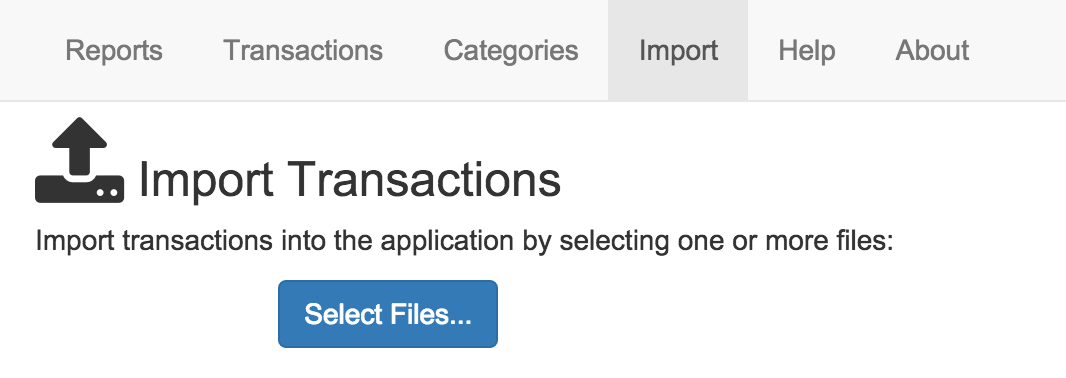 Reports Transactions Categories Import Help About
Import Transactions
Import transactions into the application by selecting one or more files:
Select Files...